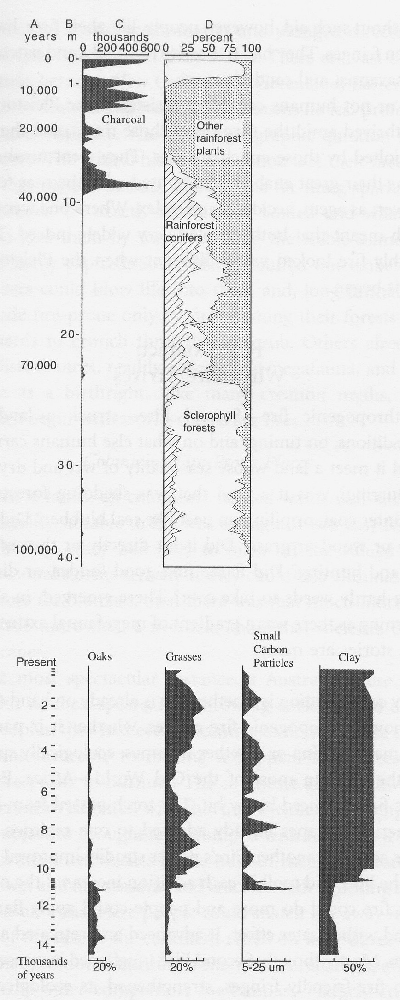 A B C D
years m thousands percent
0 200 400 600 0 25 50 75 100
0 0-
1-
10,000
Charcoal
20,000
Other
rainforest
plants
40,000
10-
Rainforest
conifers
20-
70,000
Sclerophyll
forests
30-
100,000
40-
Small
Carbon
Particles
Present
Oaks
Grasses
Clay
2
4
6
8
10
12
14
Thousands
of years
20%
20%
5-25 um
50%